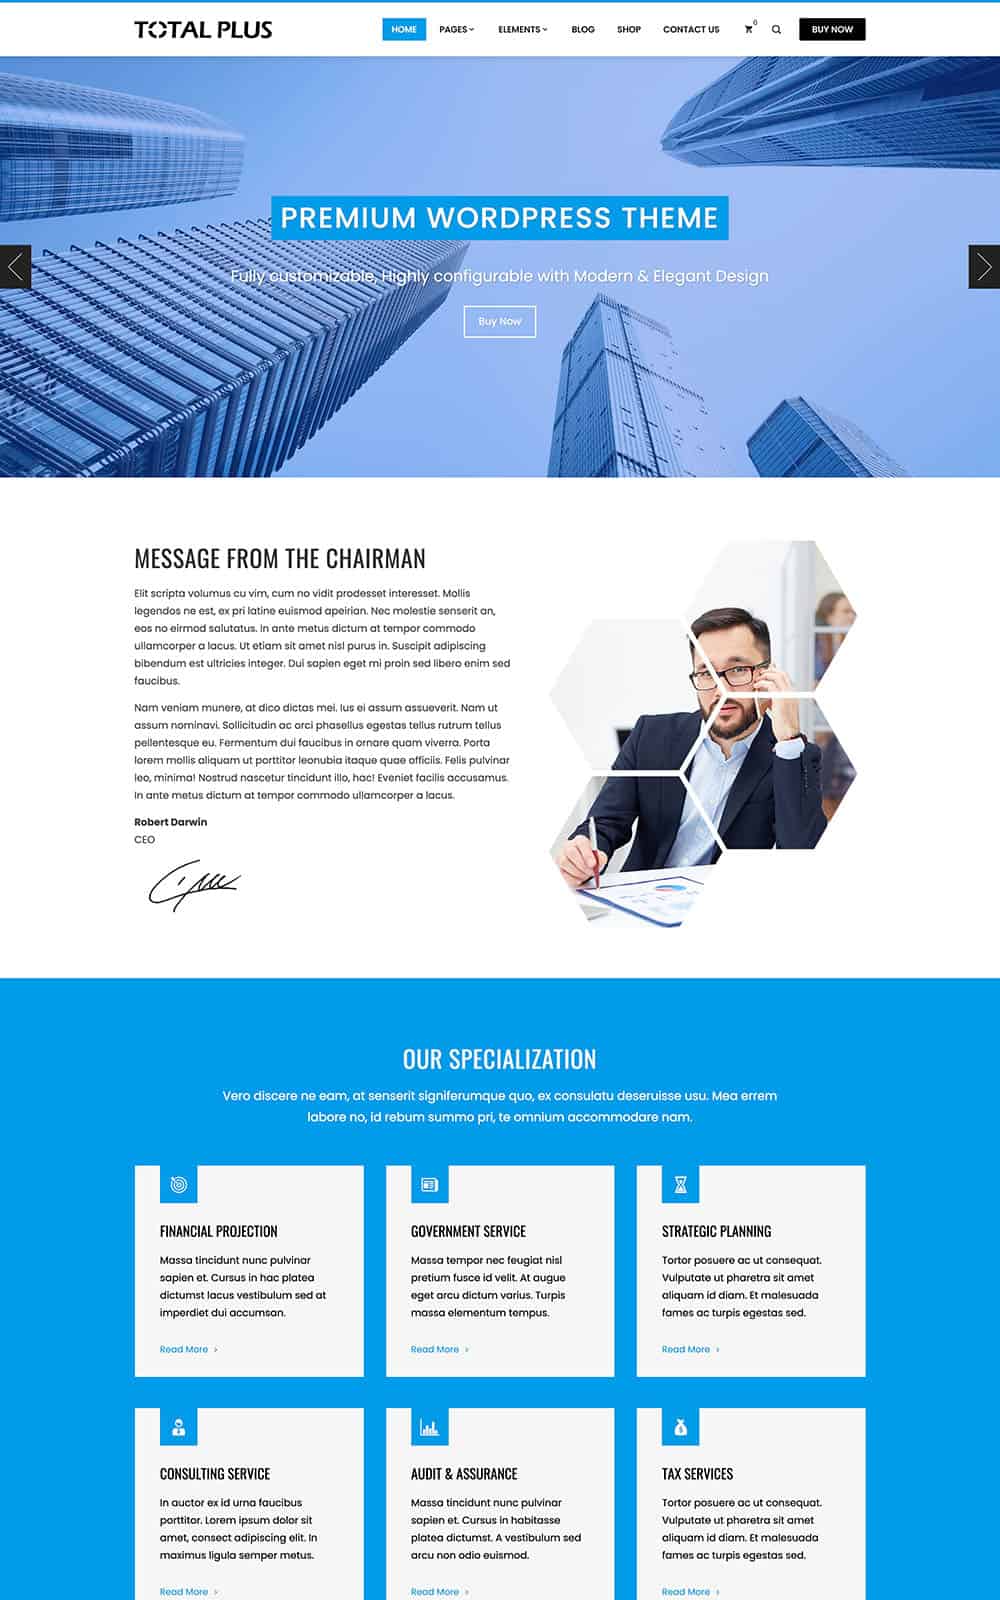 TOTAL PLUS
HOME PAGES ELEMENTS BLOG SHOP CONTACT US 0 BUY NOW
PREMIUM WORDPRESS THEME
Fully customizable, Highly configurable with Modern & Elegant Design
Buy Now
MESSAGE FROM THE CHAIRMAN
Elit scripta volumus cu vim, cum no vidit prodesset interesset. Mollis
legendos ne est, ex pri latine euismod apeirian. Nec molestie senserit an,
eos no eirmod salutatus. In ante metus dictum at tempor commodo
ullamcorper a lacus. Ut etiam sit amet nisl purus in. Suscipit adipiscing
bibendum est ultricies integer. Dui sapien eget mi proin sed libero enim sed
faucibus.
Nam veniam munere, at dico dictas mei. Ius ei assum assueverit. Nam ut
assum nominavi. Sollicitudin ac orci phasellus egestas tellus rutrum tellus
pellentesque eu. Fermentum dui faucibus in ornare quam viverra. Porta
lorem mollis aliquam ut porttitor leonubia itaque quae officiis. Felis pulvinar
leo, minima! Nostrud nascetur tincidunt illo, hac! Eveniet facilis accusamus.
In ante metus dictum at tempor commodo ullamcorper a lacus.
Robert Darwin
CEO
OUR SPECIALIZATION
Vero discere ne eam, at senserit signiferumque quo, ex consulatu deseruisse usu. Mea errem
labore no, id rebum summo pri, te omnium accommodare nam.
FINANCIAL PROJECTION
Massa tincidunt nunc pulvinar
sapien et. Cursus in hac platea
dictumst lacus vestibulum sed at
imperdiet dui accumsan.
Read More >
GOVERNMENT SERVICE
Massa tempor nec feugiat nisl
pretium fusce id velit. At augue
eget arcu dictum varius. Turpis
massa elementum tempus.
Read More >
STRATEGIC PLANNING
Tortor posuere ac ut consequat.
Vulputate ut pharetra sit amet
aliquam id diam. Et malesuada
fames ac turpis egestas sed.
Read More >
CONSULTING SERVICE
In auctor ex id urna faucibus
porttitor. Lorem ipsum dolor sit
amet, consect adipiscing elit. In
maximus ligula semper metus.
Read More >
AUDIT & ASSURANCE
Massa tincidunt nunc pulvinar
sapien et. Cursus in habitasse
platea dictumst. A vestibulum sed
arcu non odio euismod.
Read More >
TAX SERVICES
Tortor posuere ac ut consequat.
Vulputate ut pharetra sit amet
aliquam id diam. Et malesuada
fames ac turpis egestas sed.
Read More >